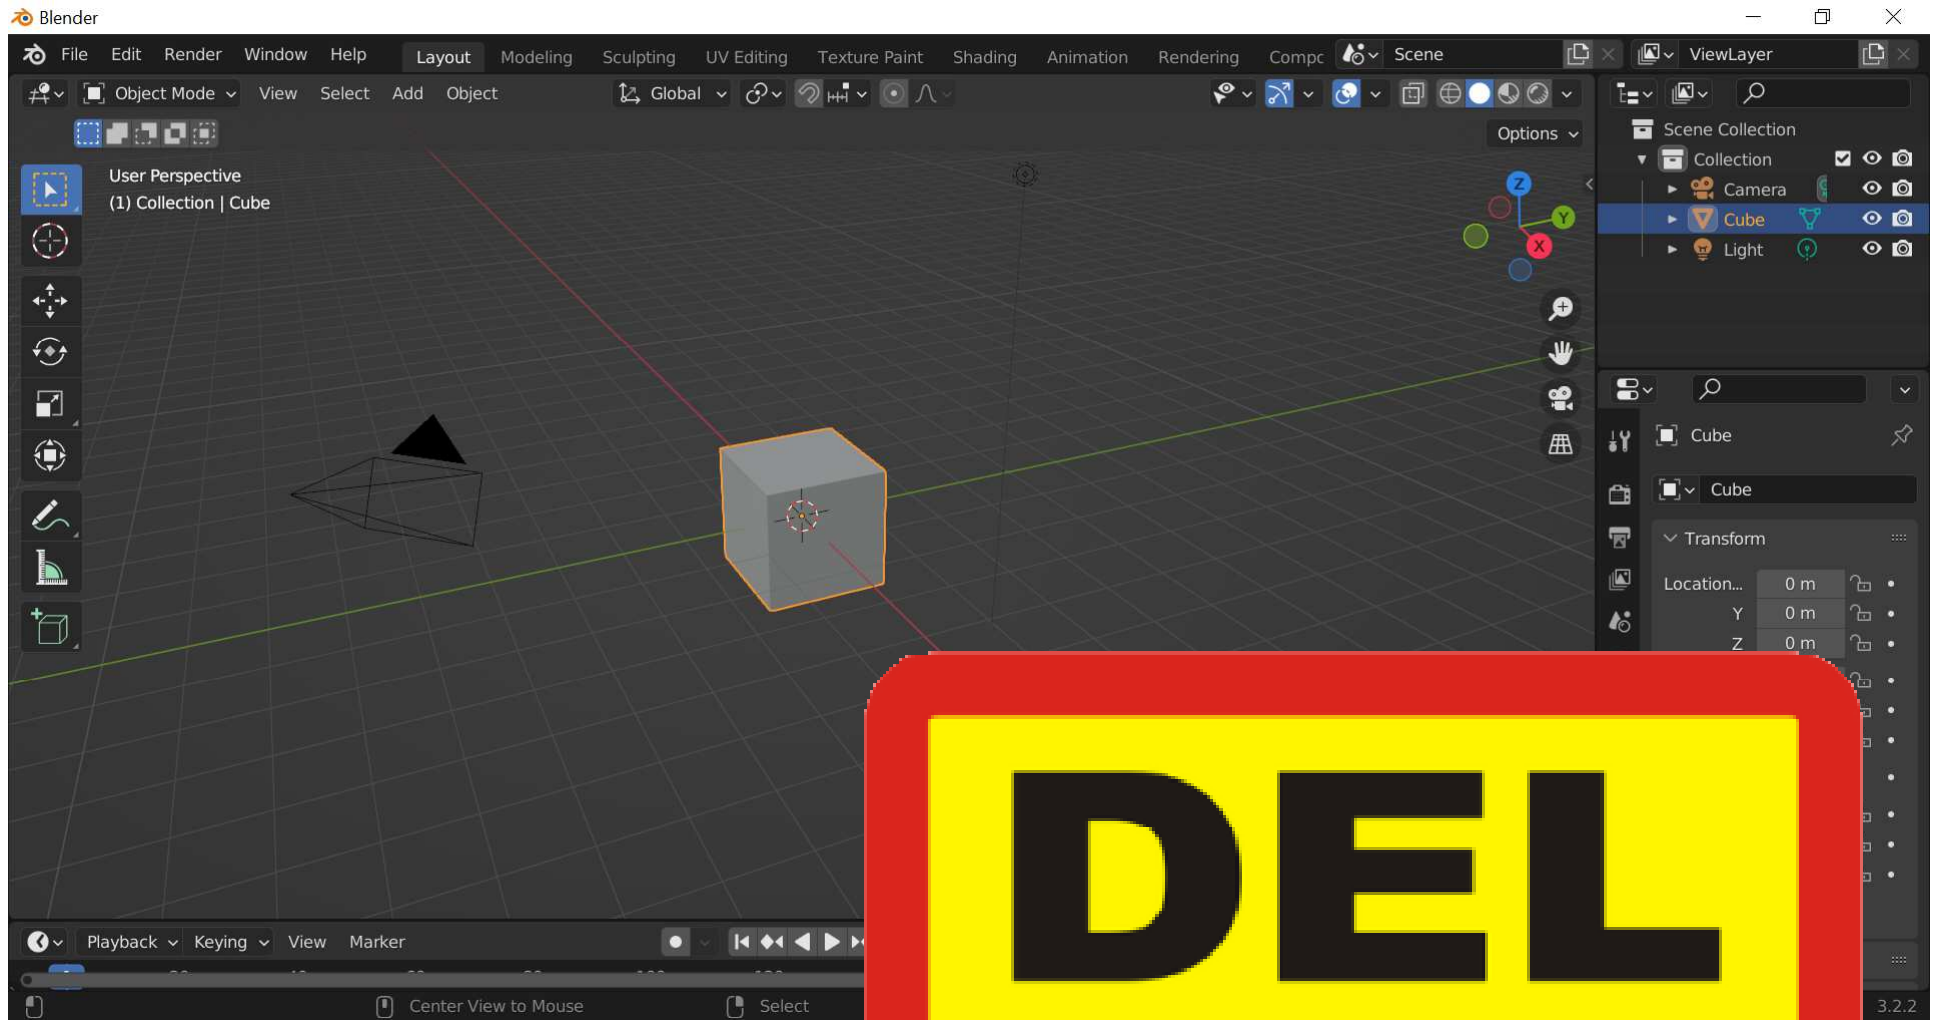 Blender
File Edit Render Window Help Layout Modeling Sculpting UV Editing Texture Paint Shading Animation Rendering Compc Scene ViewLayer
Object Mode View Select Add Object Global
Options
User Perspective
(1) Collection | Cube
Z
Y
X
Scene Collection
Collection
Camera
Cube
Light
Cube
Cube
Transform
Location... 0 m
Y 0 m
Z 0 m
DEL
Playback Keying View Marker
Center View to Mouse Select 3.2.2